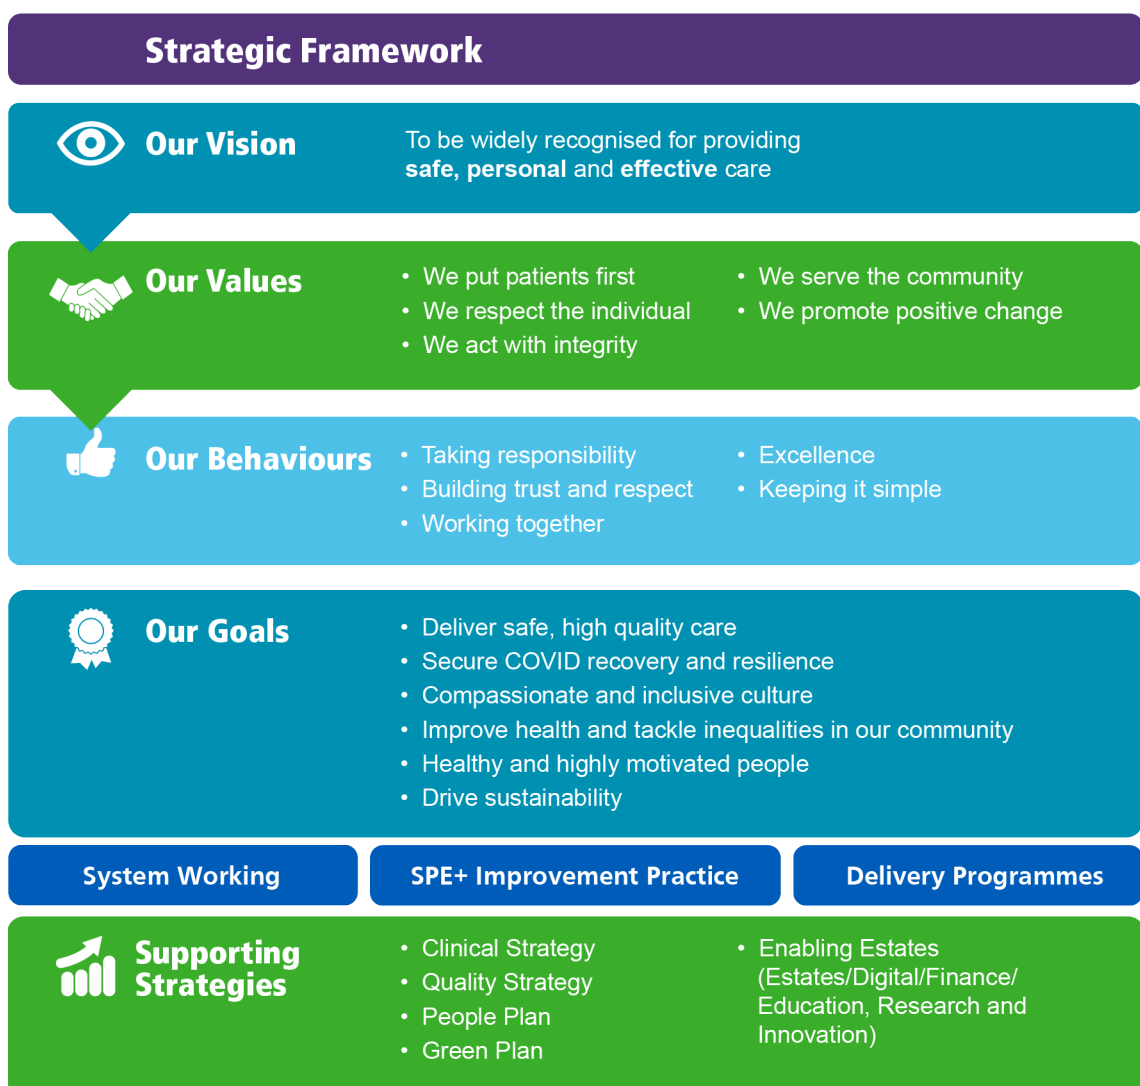 Strategic Framework
Our Vision
To be widely recognised for providing
safe, personal and effective care
Our Values
• We put patients first
• We respect the individual
• We act with integrity
• We serve the community
• We promote positive change
Our Behaviours
• Taking responsibility
• Building trust and respect
• Working together
• Excellence
• Keeping it simple
Our Goals
• Deliver safe, high quality care
• Secure COVID recovery and resilience
• Compassionate and inclusive culture
• Improve health and tackle inequalities in our community
• Healthy and highly motivated people
• Drive sustainability
System Working
SPE+ Improvement Practice
Delivery Programmes
Supporting
Strategies
• Clinical Strategy
• Quality Strategy
• People Plan
• Green Plan
• Enabling Estates
(Estates/Digital/Finance/
Education, Research and
Innovation)